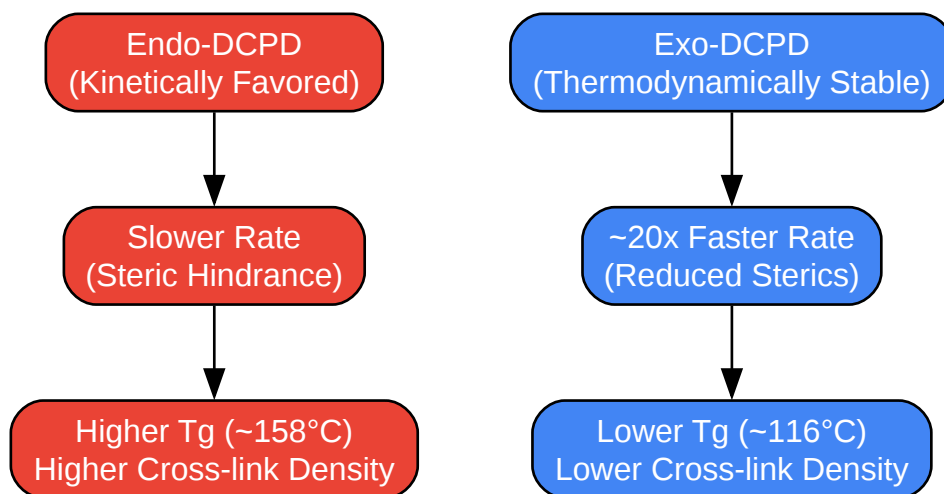 Endo-DCPD
(Kinetically Favored)
Exo-DCPD
(Thermodynamically Stable)
Slower Rate
(Steric Hindrance)
~20x Faster Rate
(Reduced Sterics)
Higher Tg (~158°C)
Higher Cross-link Density
Lower Tg (~116°C)
Lower Cross-link Density